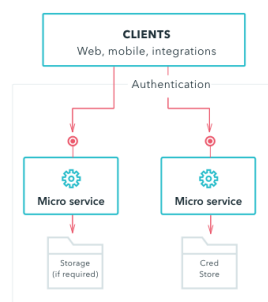 CLIENTS
Web, mobile, integrations
Authentication
Micro service
Micro service
Storage
(if required)
Cred
Store